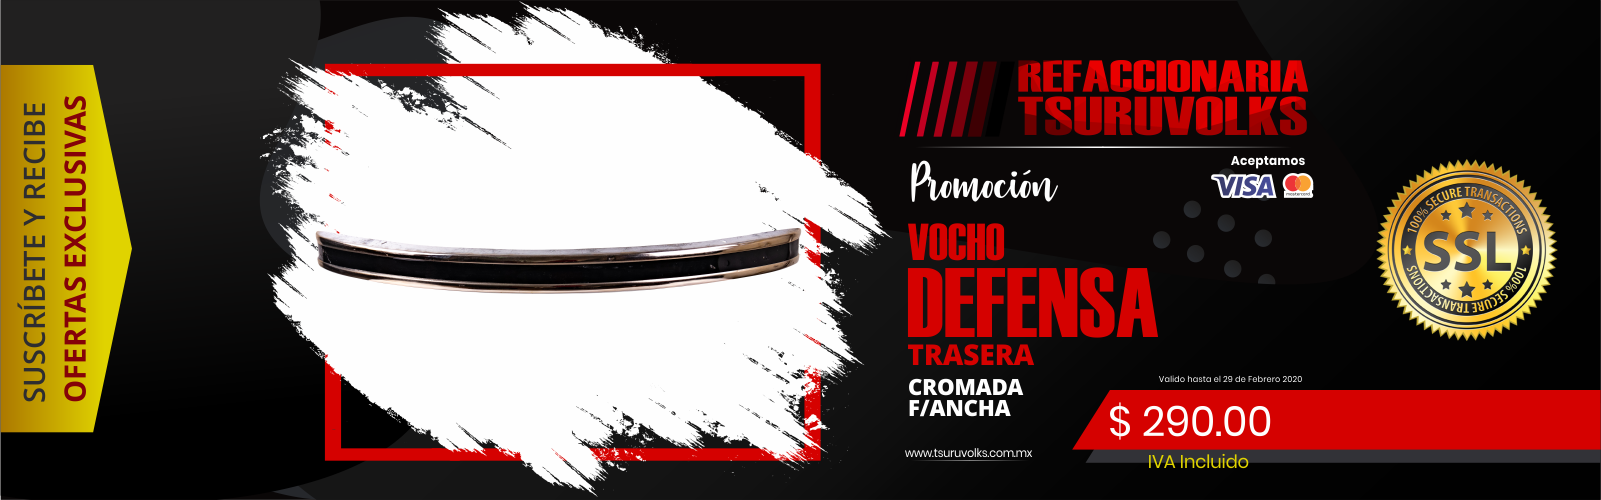 SUSCRÍBETE Y RECIBE
OFERTAS EXCLUSIVAS
REFACCIONARIA
TSURUVOLKS
Promoción
Aceptamos
VISA
mastercard
VOCHO
DEFENSA
TRASERA
CROMADA
F/ANCHA
www.tsuruvolks.com.mx
Valido hasta el 29 de Febrero 2020
$ 290.00
IVA Incluido
100% SECURE TRANSACTIONS
SSL
100% SECURE TRANSACTIONS